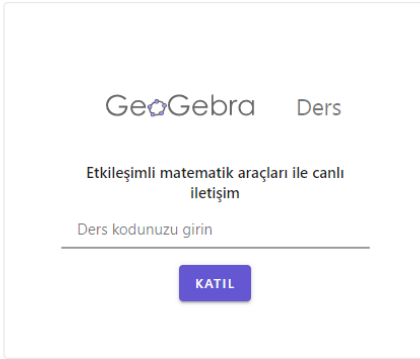 GeoGebra Ders
Etkileşimli matematik araçları ile canlı
iletişim
Ders kodunuzu girin
KATIL